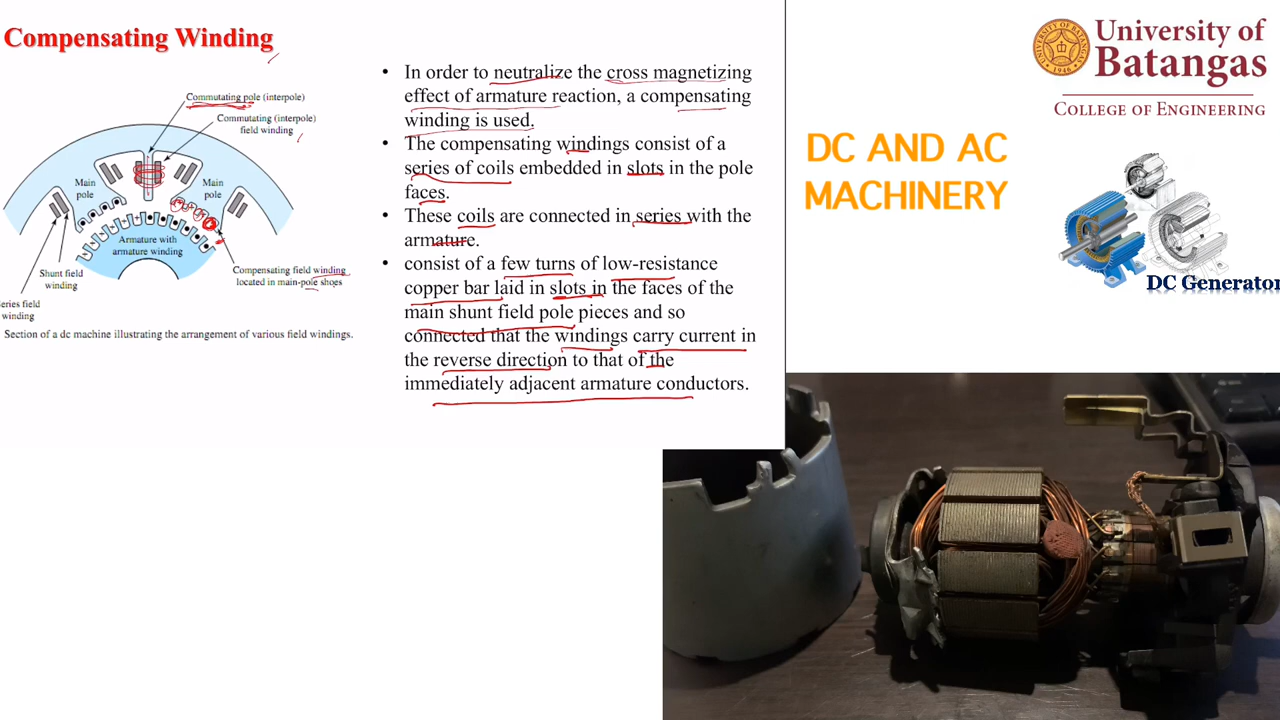 Compensating Winding
Commutating pole (interpole)
Commutating (interpole)
field winding
Main
pole
Main
pole
Armature with
armature winding
Shunt field
winding
Compensating field winding
located in main-pole shoes
eries field
winding
Section of a dc machine illustrating the arrangement of various field windings.
• In order to neutralize the cross magnetizing
effect of armature reaction, a compensating
winding is used.
• The compensating windings consist of a
series of coils embedded in slots in the pole
faces.
• These coils are connected in series with the
armature.
• consist of a few turns of low-resistance
copper bar laid in slots in the faces of the
main shunt field pole pieces and so
connected that the windings carry current in
the reverse direction to that of the
immediately adjacent armature conductors.
UNIVERSITY OF BATANGAS
1946
University of
Batangas
COLLEGE OF ENGINEERING
DC AND AC
MACHINERY
DC Generator